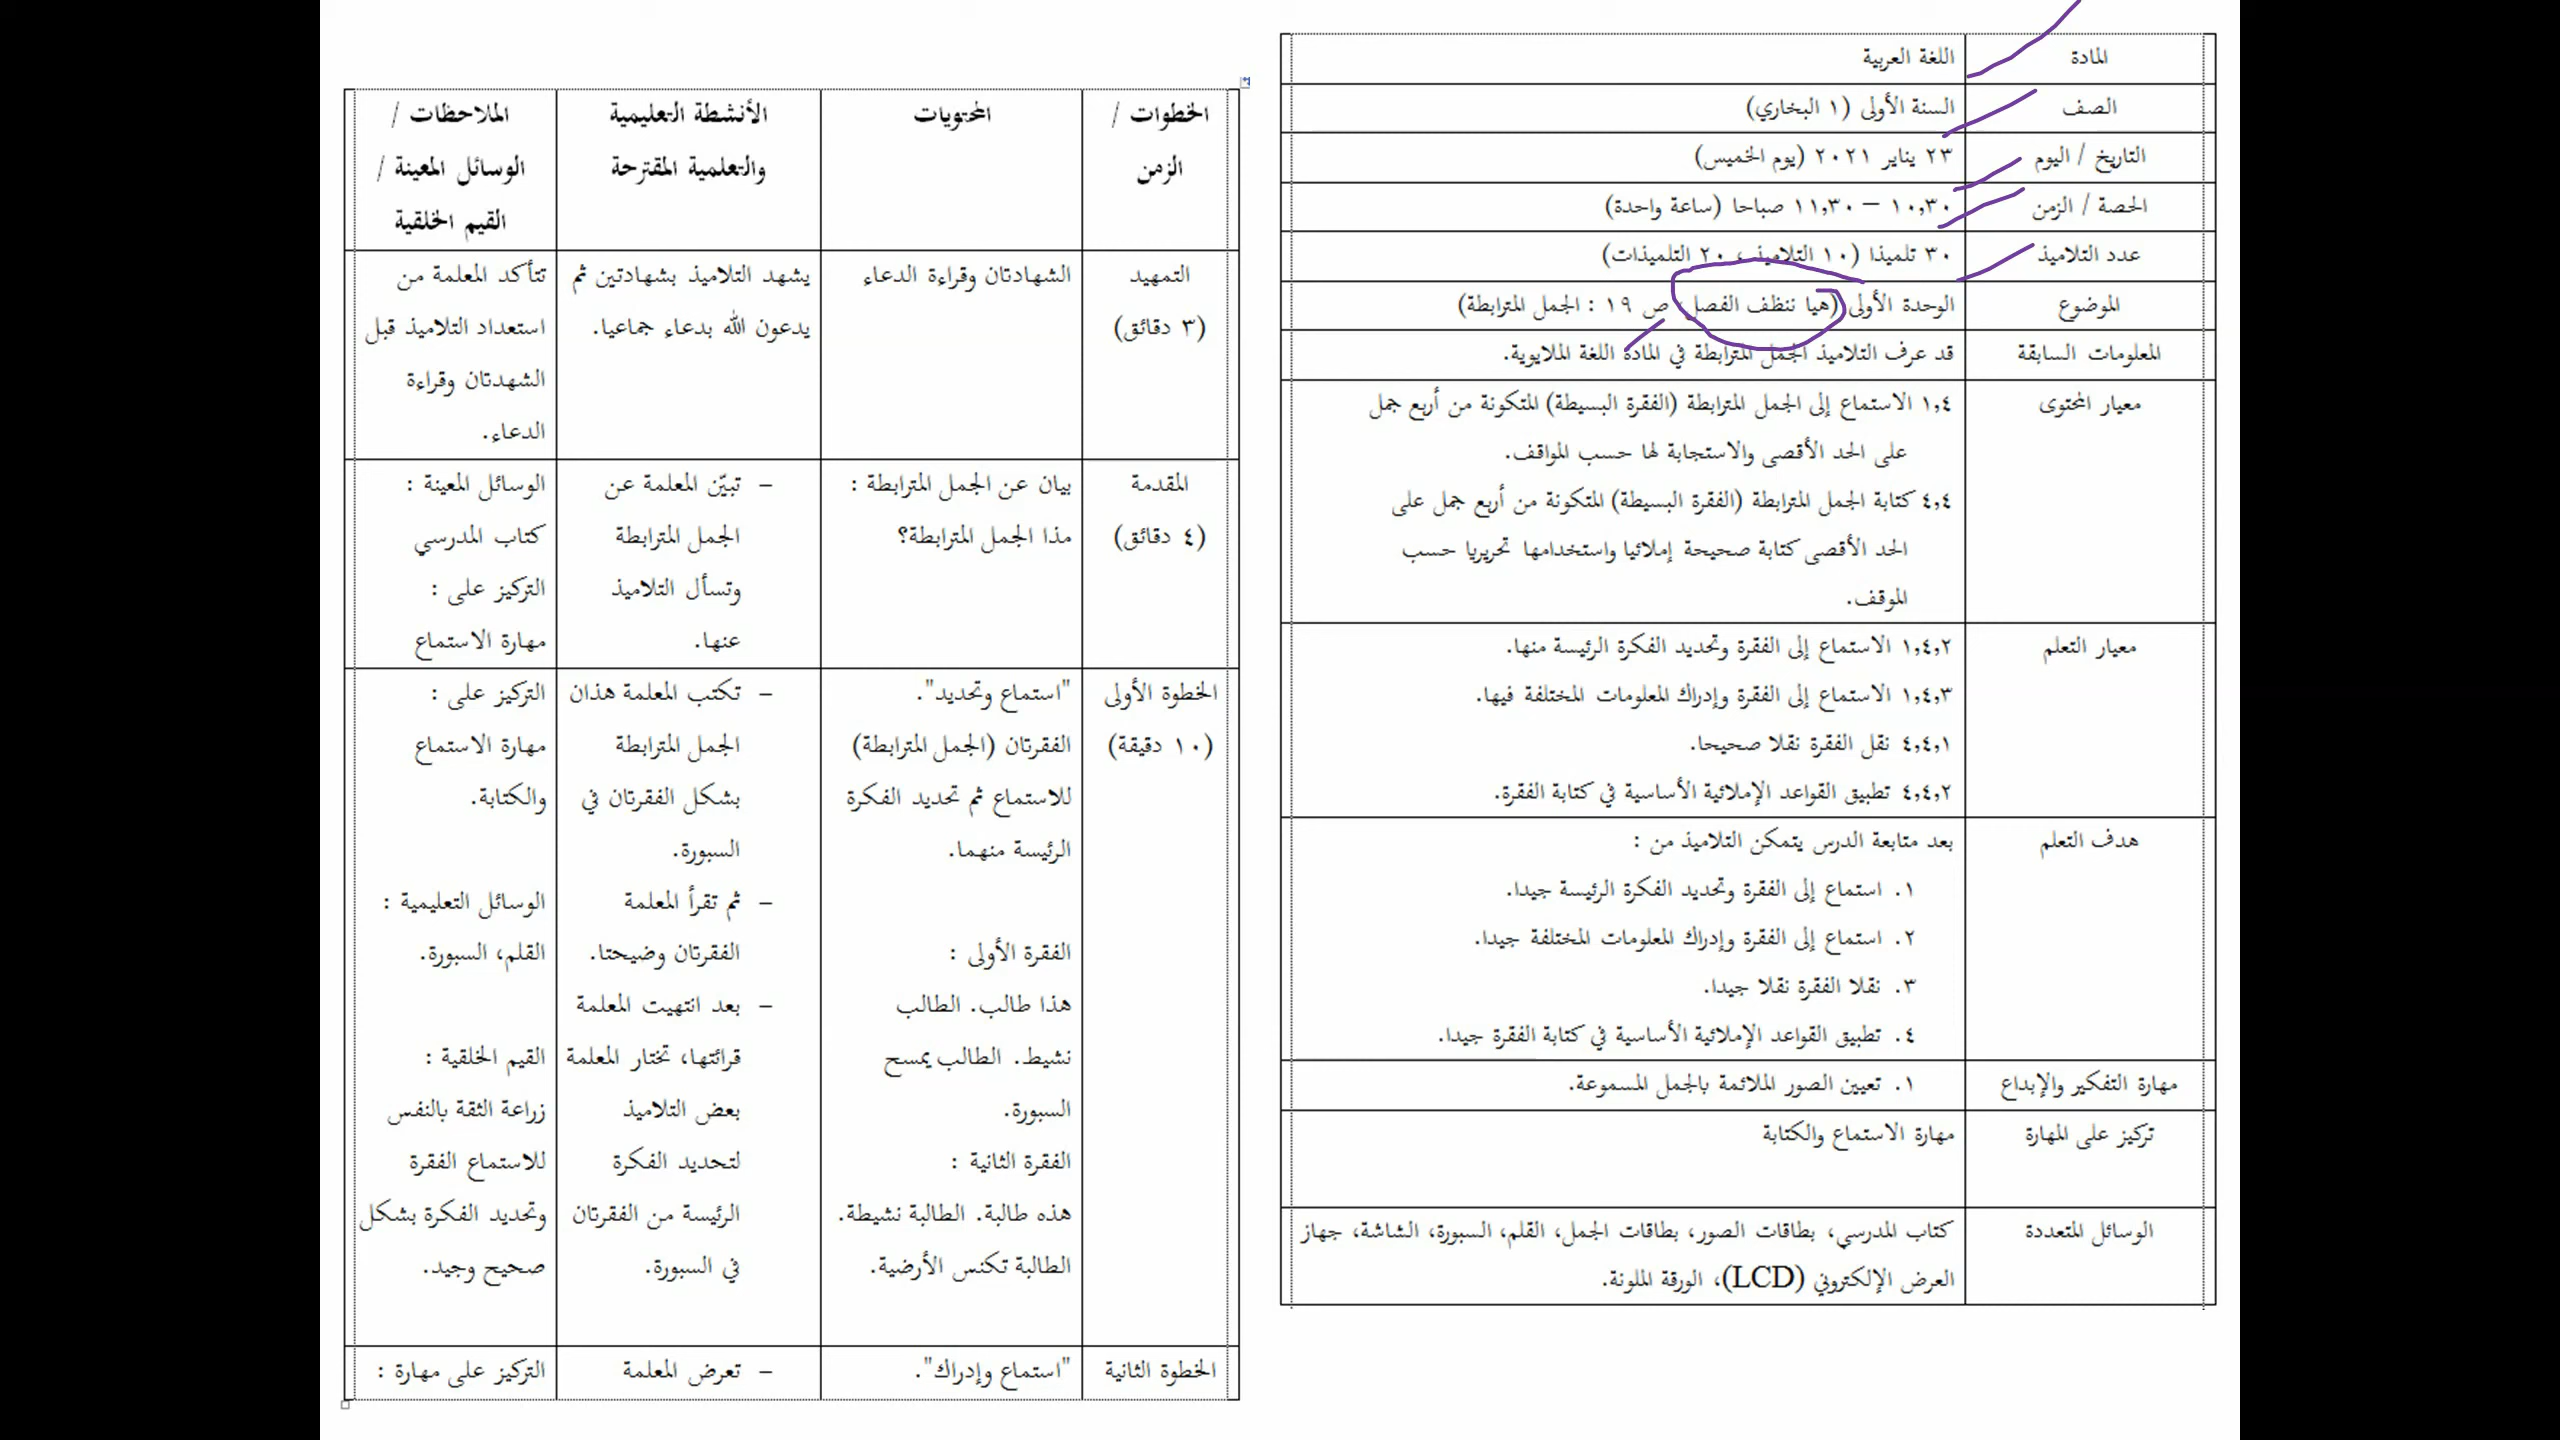 المادة
اللغة العربية
الصف
السنة الأولى (١ البخاري)
التاريخ / اليوم
٢٣ يناير ٢٠٢١ (يوم الخميس)
الحصة / الزمن
١٠,٣٠ – ١١,٣٠ صباحا (ساعة واحدة)
عدد التلاميذ
٣٠ تلميذا (١٠ التلاميذ، ٢٠ التلميذات)
الموضوع
الوحدة الأولى (هيا ننظف الفصل، ص ١٩ : الجمل المترابطة)
المعلومات السابقة
قد عرف التلاميذ الجمل المترابطة في المادة اللغة الملايوية.
معيار المحتوى
١,٤ الاستماع إلى الجمل المترابطة (الفقرة البسيطة) المتكونة من أربع جمل
على الحد الأقصى والاستجابة لها حسب المواقف.
٤,٤ كتابة الجمل المترابطة (الفقرة البسيطة) المتكونة من أربع جمل على
الحد الأقصى كتابة صحيحة إملائيا واستخدامها تحريريا حسب
الموقف.
معيار التعلم
١,٤,٢ الاستماع إلى الفقرة وتحديد الفكرة الرئيسة منها.
١,٤,٣ الاستماع إلى الفقرة وإدراك المعلومات المختلفة فيها.
٤,٤,١ نقل الفقرة نقلا صحيحا.
٤,٤,٢ تطبيق القواعد الإملائية الأساسية في كتابة الفقرة.
هدف التعلم
بعد متابعة الدرس يتمكن التلاميذ من :
١. استماع إلى الفقرة وتحديد الفكرة الرئيسة جيدا.
٢. استماع إلى الفقرة وإدراك المعلومات المختلفة جيدا.
٣. نقلا الفقرة نقلا جيدا.
٤. تطبيق القواعد الإملائية الأساسية في كتابة الفقرة جيدا.
مهارة التفكير والإبداع
١. تعيين الصور الملائمة بالجمل المسموعة.
تركيز على المهارة
مهارة الاستماع والكتابة
الوسائل المتعددة
كتاب المدرسي، بطاقات الصور، بطاقات الجمل، القلم، السبورة، الشاشة، جهاز
العرض الإلكتروني (LCD)، الورقة الملونة.
الخطوات /
الزمن
المحتويات
الأنشطة التعليمية
والتعلمية المقترحة
الملاحظات /
الوسائل المعينة /
القيم الخلقية
التمهيد
(٣ دقائق)
الشهادتان وقراءة الدعاء
يشهد التلاميذ بشهادتين ثم
يدعون الله بدعاء جماعيا.
تتأكد المعلمة من
استعداد التلاميذ قبل
الشهدتان وقراءة
الدعاء.
المقدمة
(٤ دقائق)
بيان عن الجمل المترابطة :
مذا الجمل المترابطة؟
– تبيّن المعلمة عن
الجمل المترابطة
وتسأل التلاميذ
عنها.
الوسائل المعينة :
كتاب المدرسي
التركيز على :
مهارة الاستماع
الخطوة الأولى
(١٠ دقيقة)
"استماع وتحديد".
الفقرتان (الجمل المترابطة)
للاستماع ثم تحديد الفكرة
الرئيسة منهما.
الفقرة الأولى :
هذا طالب. الطالب
نشيط. الطالب يمسح
السبورة.
الفقرة الثانية :
هذه طالبة. الطالبة نشيطة.
الطالبة تكنس الأرضية.
– تكتب المعلمة هذان
الجمل المترابطة
بشكل الفقرتان في
السبورة.
– ثم تقرأ المعلمة
الفقرتان وضيحتا.
– بعد انتهيت المعلمة
قرائتها، تختار المعلمة
بعض التلاميذ
لتحديد الفكرة
الرئيسة من الفقرتان
في السبورة.
التركيز على :
مهارة الاستماع
والكتابة.
الوسائل التعليمية :
القلم، السبورة.
القيم الخلقية :
زراعة الثقة بالنفس
للاستماع الفقرة
وتحديد الفكرة بشكل
صحيح وجيد.
الخطوة الثانية
"استماع وإدراك".
– تعرض المعلمة
التركيز على مهارة :